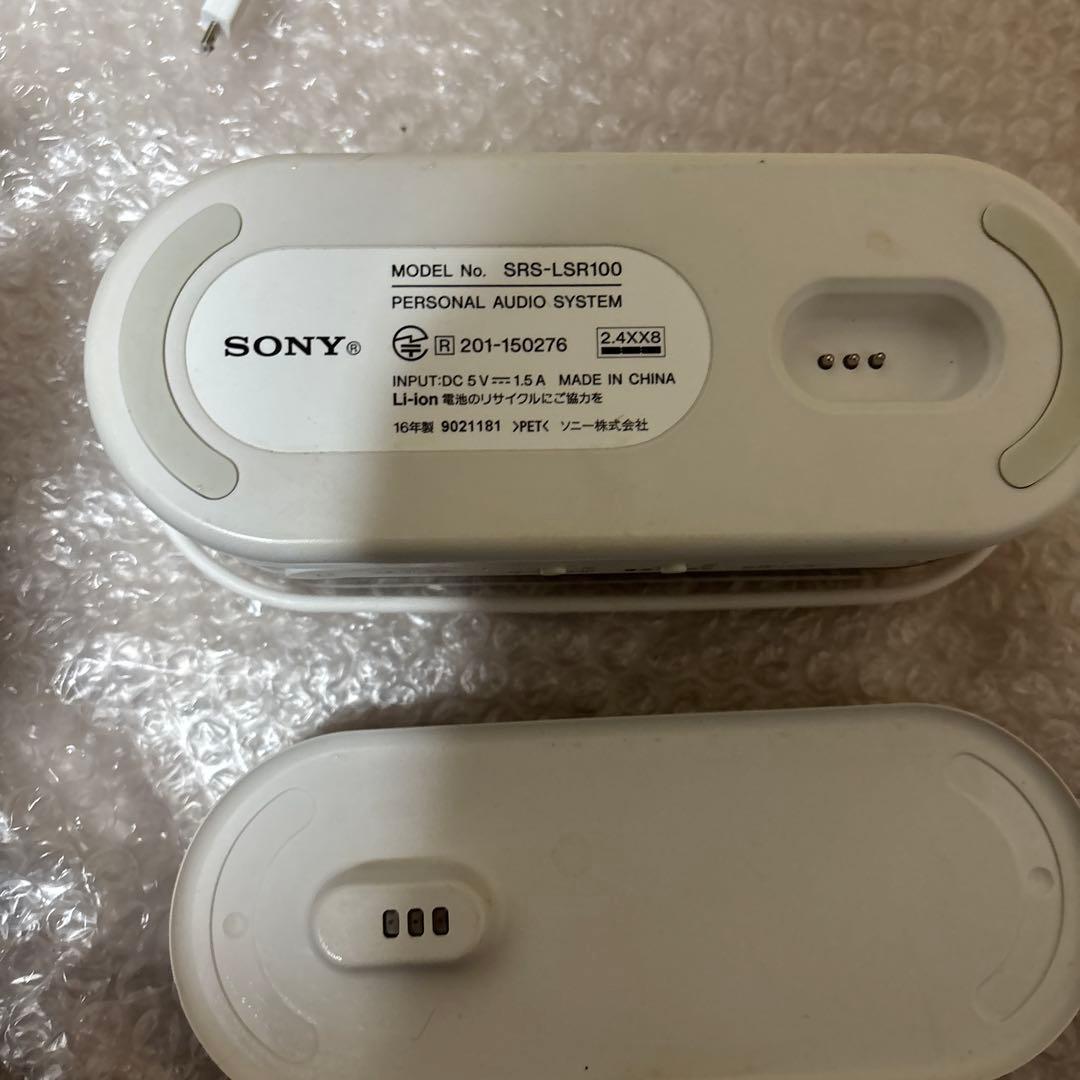 MODEL No. SRS-LSR100
PERSONAL AUDIO SYSTEM
SONY®
R 201-150276 2.4XX8
INPUT:DC 5V⎓1.5A MADE IN CHINA
Li-ion 電池のリサイクルにご協力を
16年製 9021181 >PET< ソニー株式会社